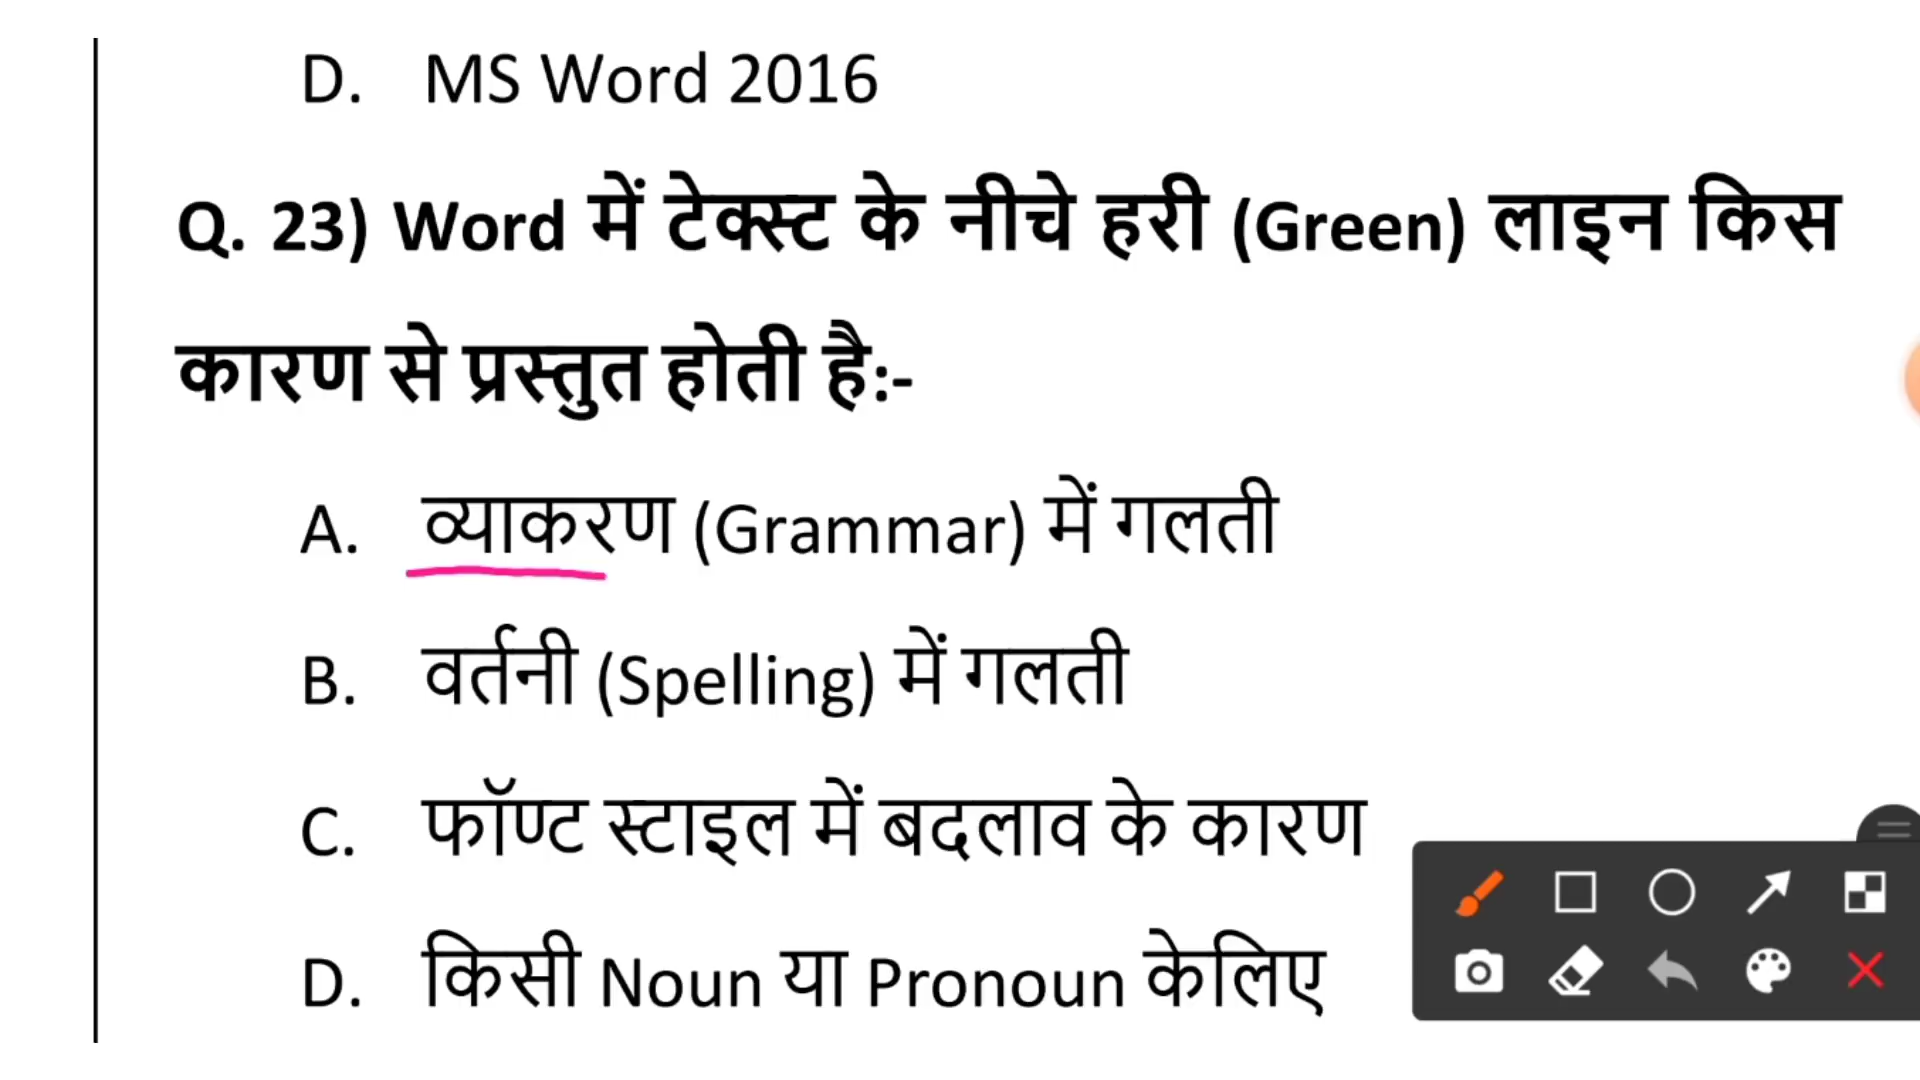 D. MS Word 2016
Q. 23) Word में टेक्स्ट के नीचे हरी (Green) लाइन किस
कारण से प्रस्तुत होती है:-
A. व्याकरण (Grammar) में गलती
B. वर्तनी (Spelling) में गलती
C. फॉण्ट स्टाइल में बदलाव के कारण
D. किसी Noun या Pronoun केलिए